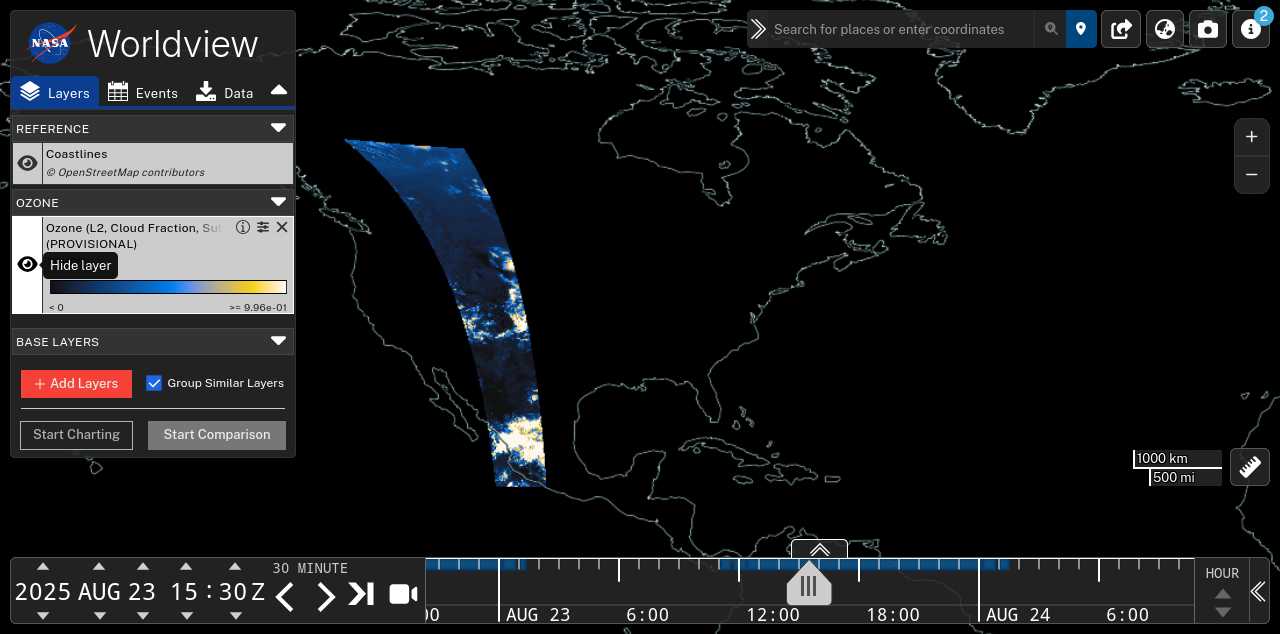 NASA
Worldview
Layers
Events
Data
REFERENCE
Coastlines
© OpenStreetMap contributors
OZONE
Ozone (L2, Cloud Fraction, Su
(PROVISIONAL)
Hide layer
< 0
>= 9.96e-01
BASE LAYERS
+ Add Layers
Group Similar Layers
Start Charting
Start Comparison
Search for places or enter coordinates
2
+
−
1000 km
500 mi
2025 AUG 23 15 : 30 Z
30 MINUTE
00
AUG 23
6:00
12:00
18:00
AUG 24
6:00
HOUR